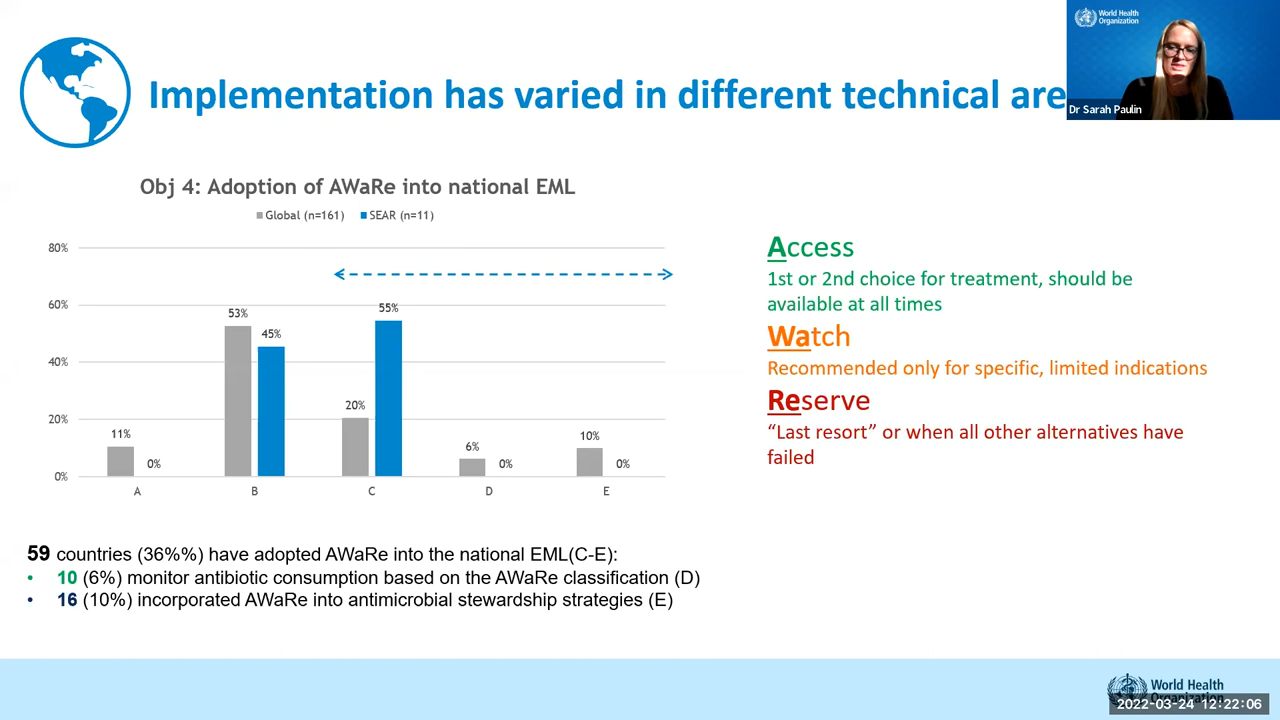 World Health
Organization
Implementation has varied in different technical are
Dr Sarah Paulin
Obj 4: Adoption of AWaRe into national EML
Global (n=161) SEAR (n=11)
80%
60%
40%
20%
0%
11%
0%
53%
45%
20%
55%
6%
0%
10%
0%
A B C D E
Access
1st or 2nd choice for treatment, should be
available at all times
Watch
Recommended only for specific, limited indications
Reserve
“Last resort” or when all other alternatives have
failed
59 countries (36%%) have adopted AWaRe into the national EML(C-E):
• 10 (6%) monitor antibiotic consumption based on the AWaRe classification (D)
• 16 (10%) incorporated AWaRe into antimicrobial stewardship strategies (E)
World Health
Organization
2022-03-24 12:22:06